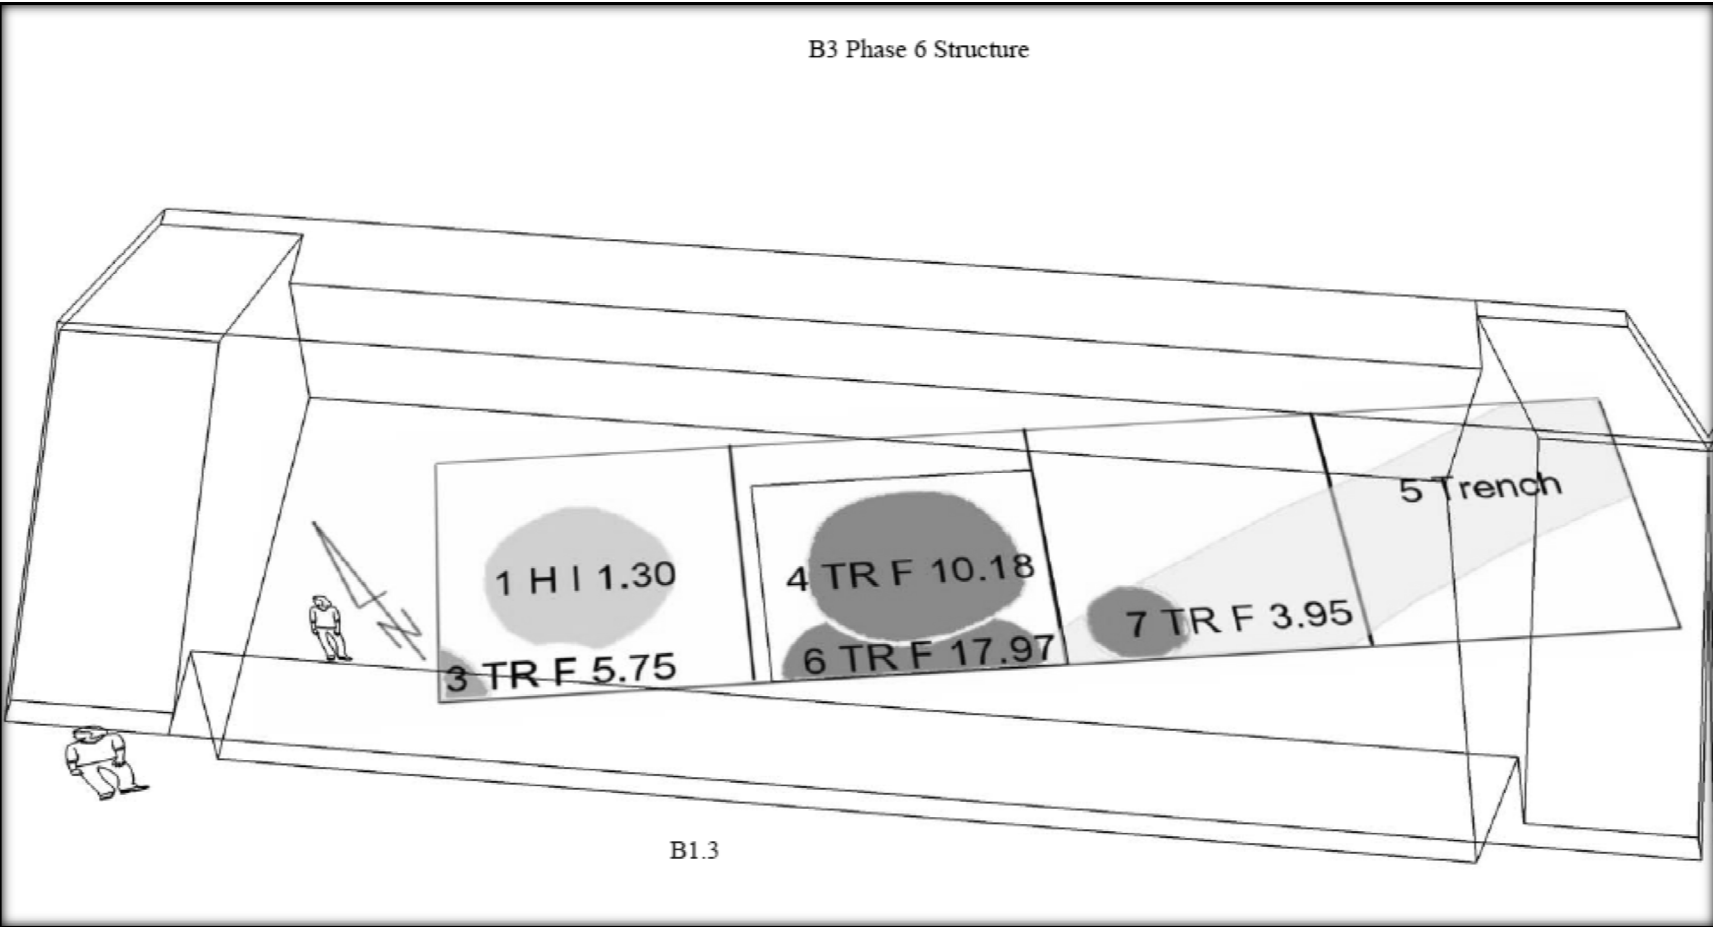 B3 Phase 6 Structure
5 Trench
1 H I 1.30
4 TR F 10.18
7 TR F 3.95
3 TR F 5.75
6 TR F 17.97
N
B1.3